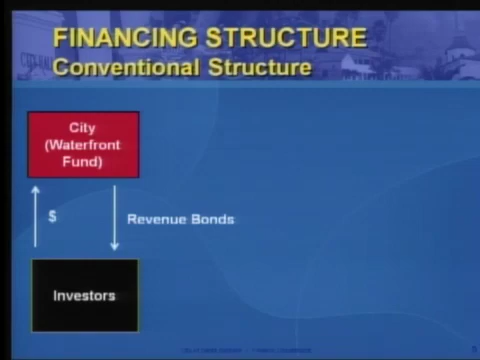 FINANCING STRUCTURE
Conventional Structure
City
(Waterfront
Fund)
$
Revenue Bonds
Investors